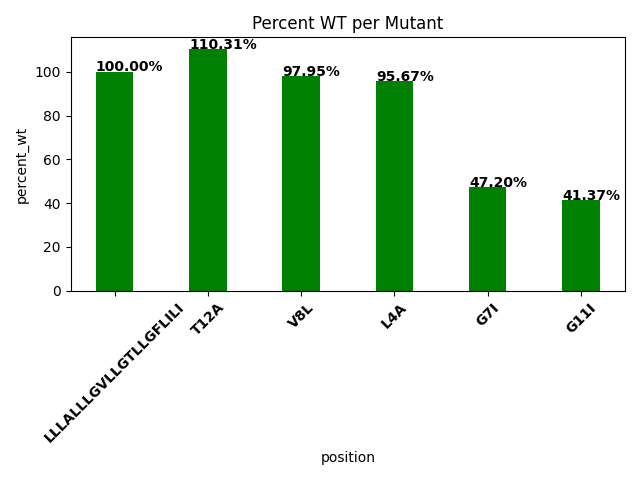 Percent WT per Mutant
percent_wt
100
80
60
40
20
0
100.00%
110.31%
97.95%
95.67%
47.20%
41.37%
LLLALLLGVLLGTLLGFLILI
T12A
V8L
L4A
G7I
G11I
position